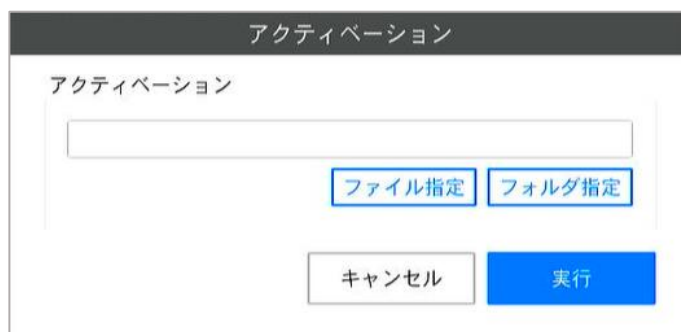 アクティベーション
アクティベーション
ファイル指定 フォルダ指定
キャンセル 実行